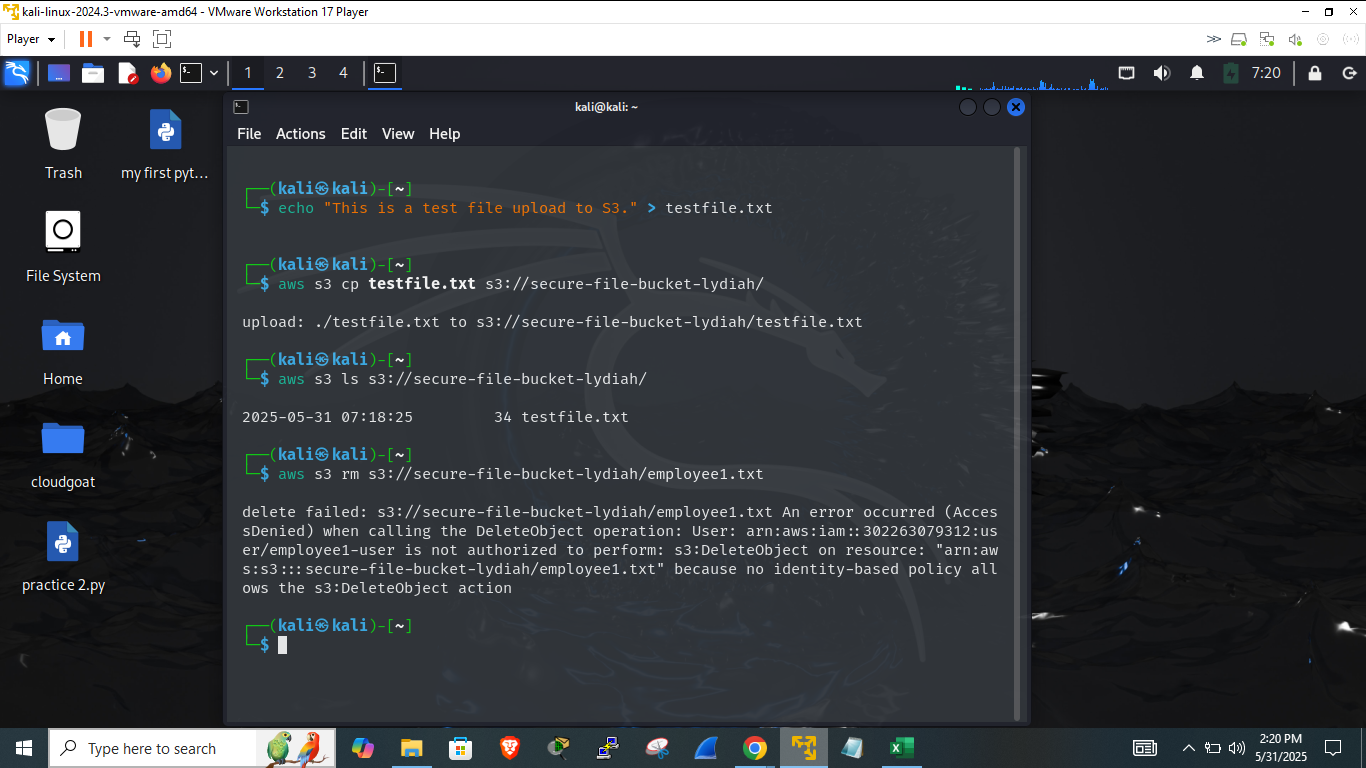 kali-linux-2024.3-vmware-amd64 - VMware Workstation 17 Player
Player
1 2 3 4
7:20
kali@kali: ~
File Actions Edit View Help
Trash
my first pyt...
File System
Home
cloudgoat
practice 2.py
┌──(kali㉿kali)-[~]
└─$ echo "This is a test file upload to S3." > testfile.txt
┌──(kali㉿kali)-[~]
└─$ aws s3 cp testfile.txt s3://secure-file-bucket-lydiah/
upload: ./testfile.txt to s3://secure-file-bucket-lydiah/testfile.txt
┌──(kali㉿kali)-[~]
└─$ aws s3 ls s3://secure-file-bucket-lydiah/
2025-05-31 07:18:25         34 testfile.txt
┌──(kali㉿kali)-[~]
└─$ aws s3 rm s3://secure-file-bucket-lydiah/employee1.txt
delete failed: s3://secure-file-bucket-lydiah/employee1.txt An error occurred (Acces
sDenied) when calling the DeleteObject operation: User: arn:aws:iam::302263079312:us
er/employee1-user is not authorized to perform: s3:DeleteObject on resource: "arn:aw
s:s3:::secure-file-bucket-lydiah/employee1.txt" because no identity-based policy all
ows the s3:DeleteObject action
┌──(kali㉿kali)-[~]
└─$
Type here to search
2:20 PM
5/31/2025